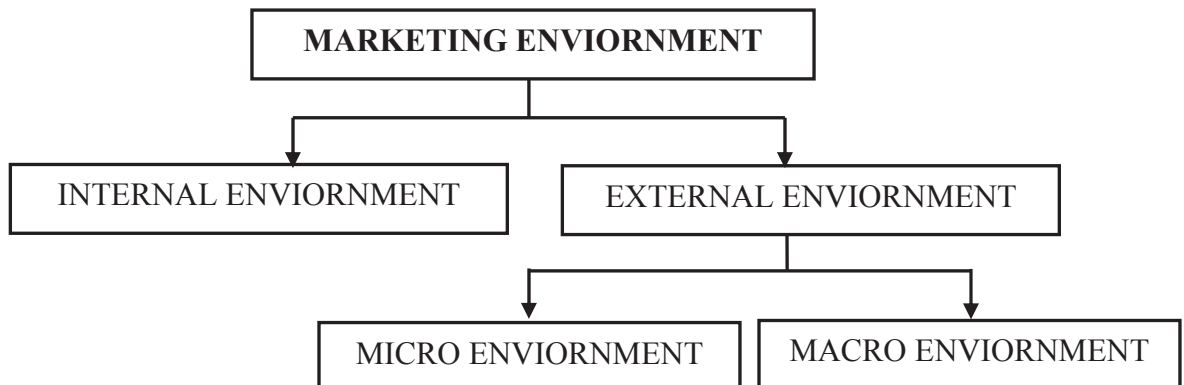 MARKETING ENVIORNMENT
INTERNAL ENVIORNMENT
EXTERNAL ENVIORNMENT
MICRO ENVIORNMENT
MACRO ENVIORNMENT